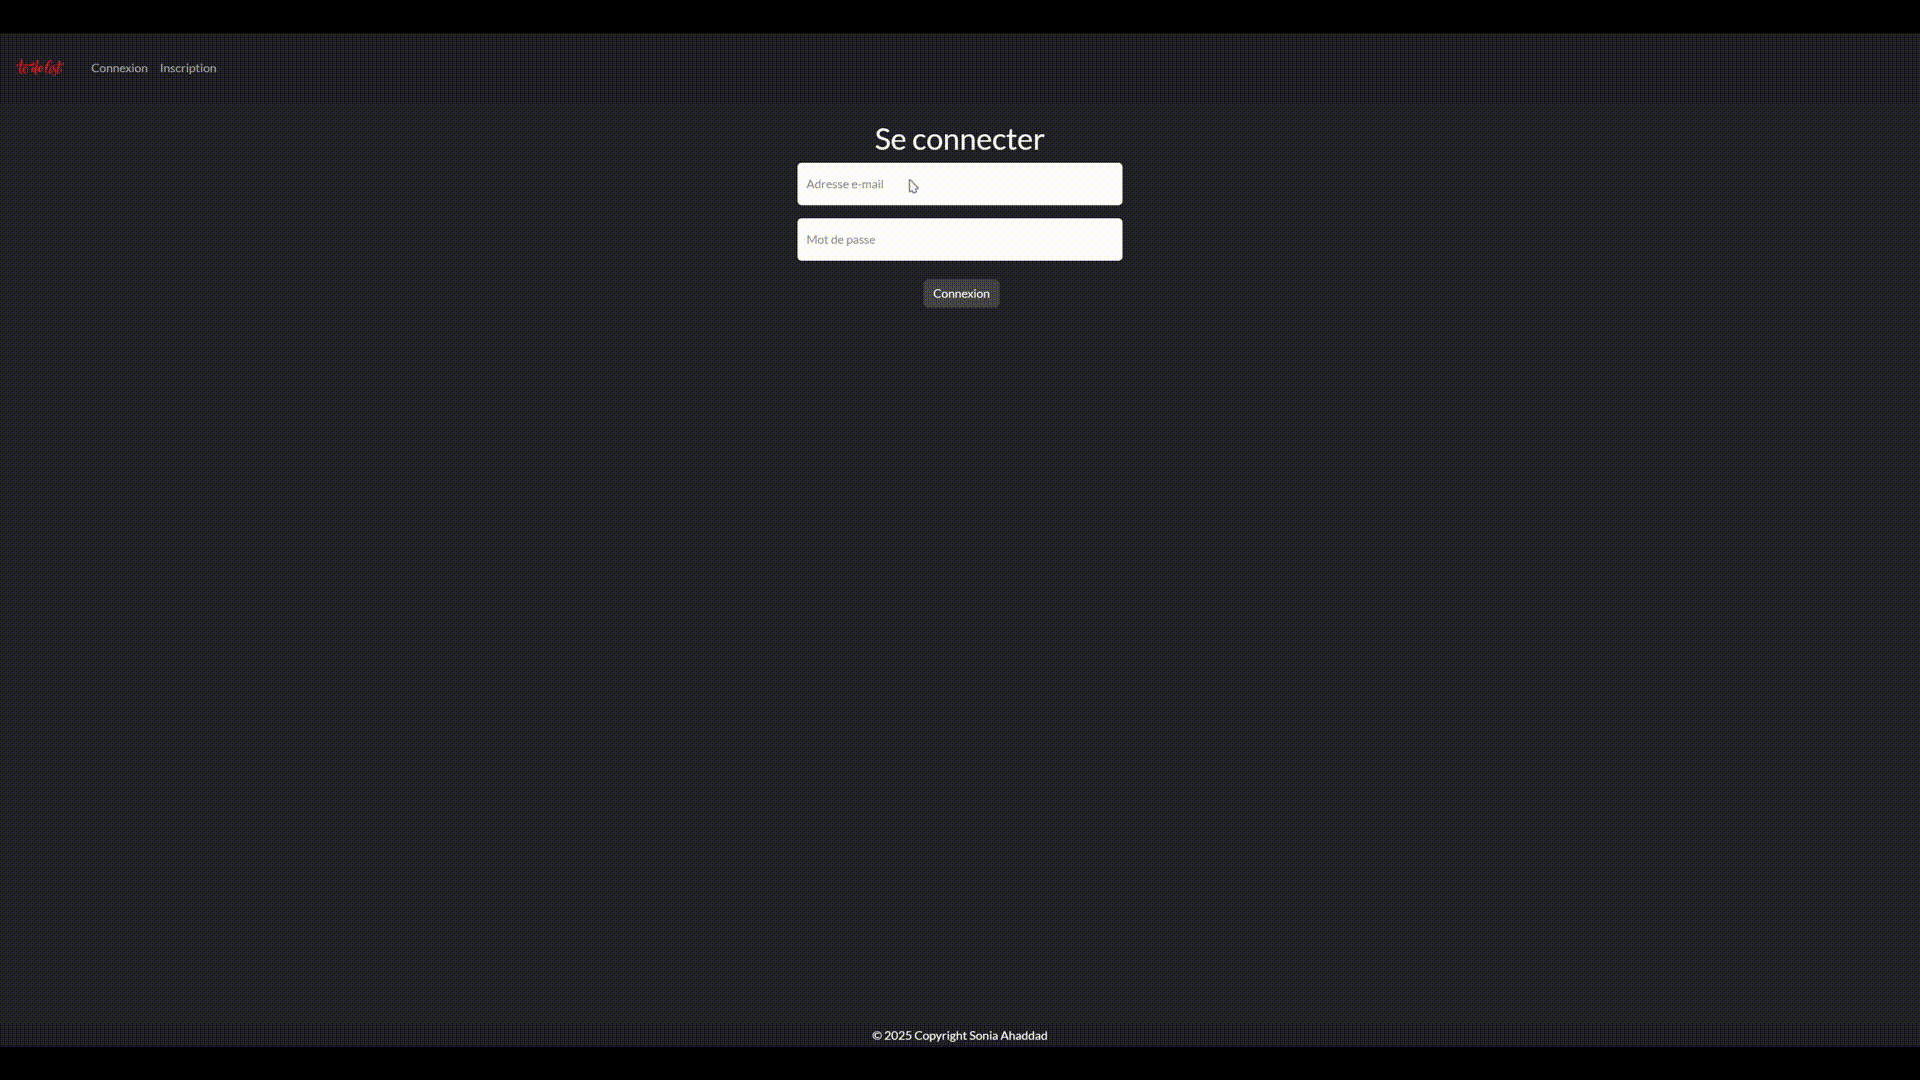 to do list
Connexion Inscription
Se connecter
Adresse e-mail
Mot de passe
Connexion
© 2025 Copyright Sonia Ahaddad